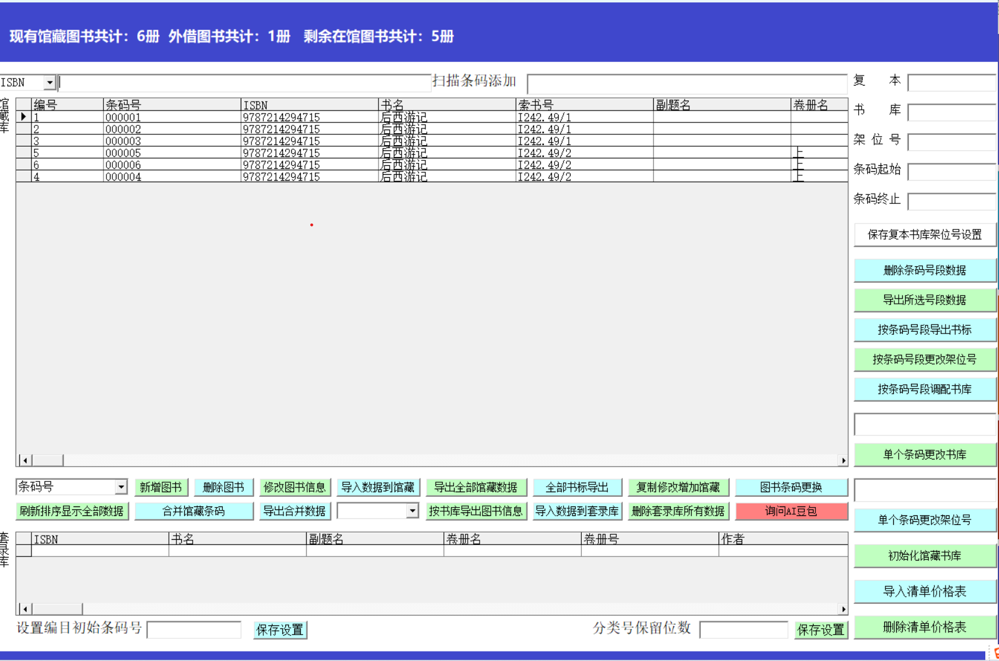 现有馆藏图书共计：6册 外借图书共计：1册 剩余在馆图书共计：5册
ISBN 扫描条码添加 复 本
馆藏库
编号 条码号 ISBN 书名 索书号 副题名 卷册名
1 000001 9787214294715 后西游记 I242.49/1
2 000002 9787214294715 后西游记 I242.49/1
3 000003 9787214294715 后西游记 I242.49/1
5 000005 9787214294715 后西游记 I242.49/2 上
6 000006 9787214294715 后西游记 I242.49/2 上
4 000004 9787214294715 后西游记 I242.49/2 上
书 库
架 位 号
条码起始
条码终止
保存复本书库架位号设置
删除条码号段数据
导出所选号段数据
按条码号段导出书标
按条码号段更改架位号
按条码号段调配书库
单个条码更改书库
条码号 新增图书 删除图书 修改图书信息 导入数据到馆藏 导出全部馆藏数据 全部书标导出 复制修改增加馆藏 图书条码更换
刷新排序显示全部数据 合并馆藏条码 导出合并数据 按书库导出图书信息 导入数据到套录库 删除套录库所有数据 询问AI豆包
单个条码更改架位号
套录库
ISBN 书名 副题名 卷册名 卷册号 作者
初始化馆藏书库
导入清单价格表
设置编目初始条码号 保存设置 分类号保留位数 保存设置 删除清单价格表